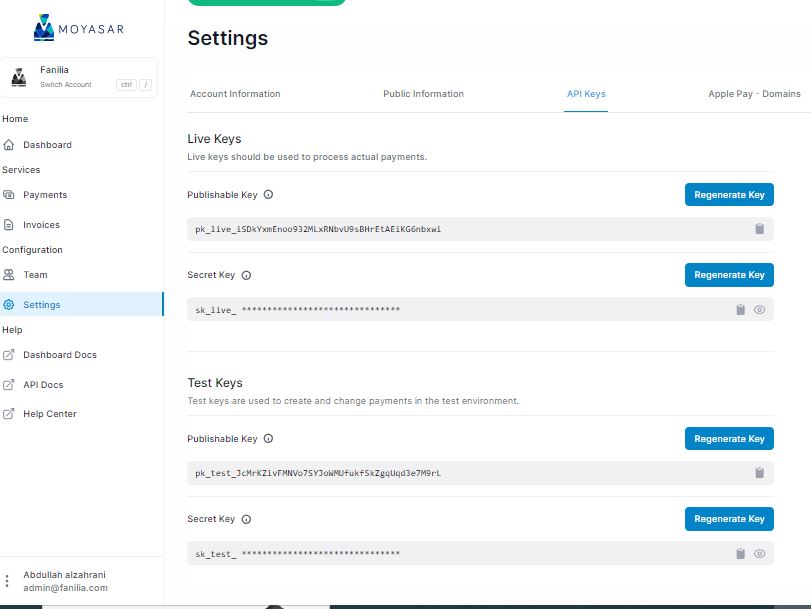 MOYASAR
Fanilia
Switch Account ctrl /
Home
Dashboard
Services
Payments
Invoices
Configuration
Team
Settings
Help
Dashboard Docs
API Docs
Help Center
Abdullah alzahrani
admin@fanilia.com
Settings
Account Information Public Information API Keys Apple Pay - Domains
Live Keys
Live keys should be used to process actual payments.
Publishable Key Regenerate Key
pk_live_iSDkYxmEnoo932MLxRNbvU9sBHrEtAEiKG6nbxwi
Secret Key Regenerate Key
sk_live_ *******************************
Test Keys
Test keys are used to create and change payments in the test environment.
Publishable Key Regenerate Key
pk_test_JcMrKZivFMNVo7SYJoWMUfukfSkZgqUqd3e7M9rL
Secret Key Regenerate Key
sk_test_ *******************************